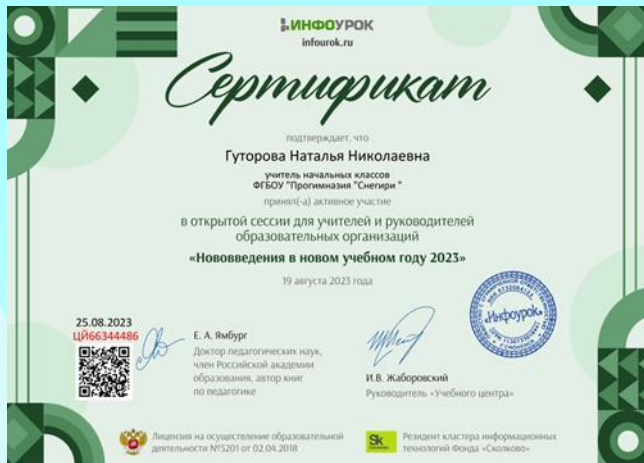 ИНФОУРОК
infourok.ru
Сертификат
подтверждает, что
Гуторова Наталья Николаевна
учитель начальных классов
ФГБОУ "Прогимназия "Снегири "
принял(-а) активное участие
в открытой сессии для учителей и руководителей
образовательных организаций
«Нововведения в новом учебном году 2023»
19 августа 2023 года
25.08.2023
ЦЙ66344486
Е. А. Ямбург
Доктор педагогических наук,
член Российской академии
образования, автор книг
по педагогике
«Инфоурок»
И.В. Жаборовский
Руководитель «Учебного центра»
Лицензия на осуществление образовательной
деятельности №5201 от 02.04.2018
Sk
Резидент кластера информационных
технологий Фонда «Сколково»